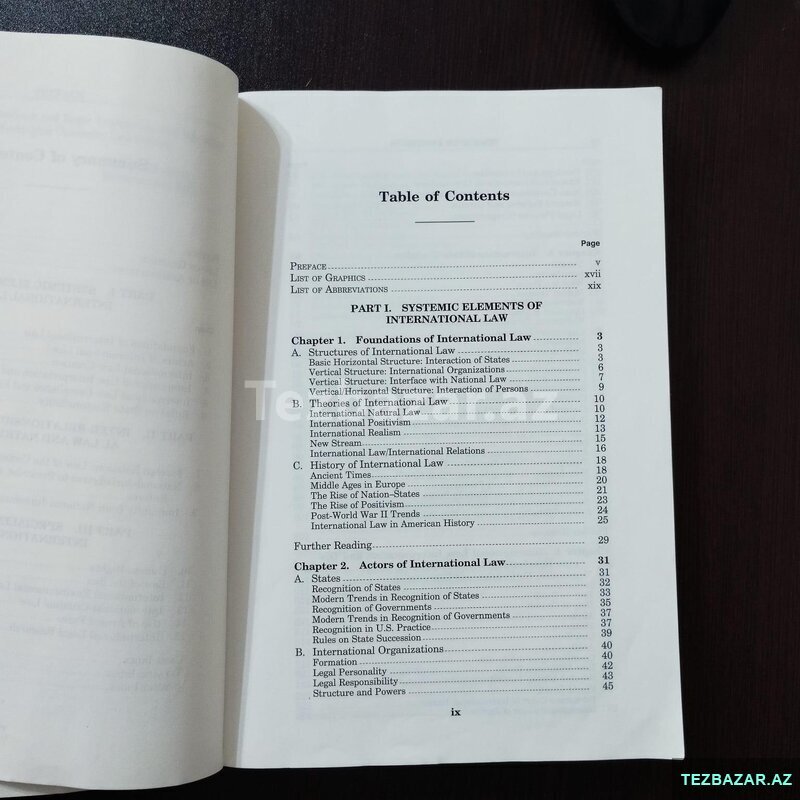 Table of Contents
Page
PREFACE v
LIST OF GRAPHICS xvii
LIST OF ABBREVIATIONS xix
PART I. SYSTEMIC ELEMENTS OF
INTERNATIONAL LAW
Chapter 1. Foundations of International Law 3
A. Structures of International Law 3
Basic Horizontal Structure: Interaction of States 3
Vertical Structure: International Organizations 6
Vertical Structure: Interface with National Law 7
Vertical/Horizontal Structure: Interaction of Persons 9
B. Theories of International Law 10
International Natural Law 10
International Positivism 12
International Realism 13
New Stream 15
International Law/International Relations 16
C. History of International Law 18
Ancient Times 18
Middle Ages in Europe 20
The Rise of Nation–States 21
The Rise of Positivism 23
Post-World War II Trends 24
International Law in American History 25
Further Reading 29
Chapter 2. Actors of International Law 31
A. States 31
Recognition of States 32
Modern Trends in Recognition of States 33
Recognition of Governments 35
Modern Trends in Recognition of Governments 37
Recognition in U.S. Practice 37
Rules on State Succession 39
B. International Organizations 40
Formation 40
Legal Personality 42
Legal Responsibility 43
Structure and Powers 45
ix
Tezbazar.az
TEZBAZAR.AZ